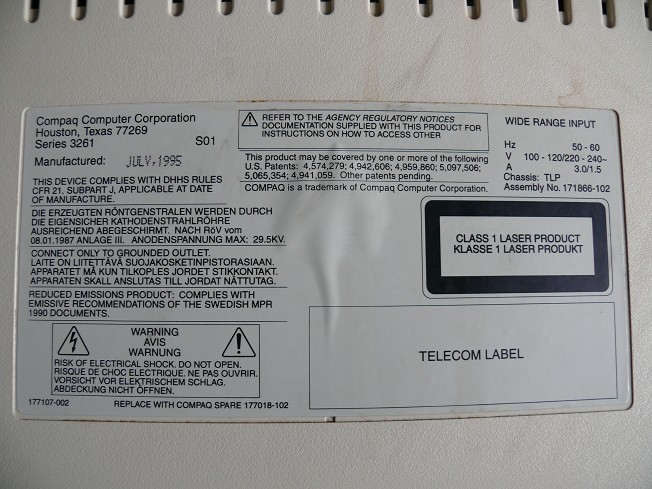 Compaq Computer Corporation
Houston, Texas 77269
Series 3261 S01
Manufactured: JULY, 1995
THIS DEVICE COMPLIES WITH DHHS RULES
CFR 21, SUBPART J, APPLICABLE AT DATE
OF MANUFACTURE.
DIE ERZEUGTEN RÖNTGENSTRALEN WERDEN DURCH
DIE EIGENSICHER KATHODENSTRAHLRÖHRE
AUSREICHEND ABEGESCHIRMT. NACH RöV vom
08.01.1987 ANLAGE III. ANODENSPANNUNG MAX: 29.5KV.
CONNECT ONLY TO GROUNDED OUTLET.
LAITE ON LIITETTÄVÄ SUOJAKOSKETINPISTORASIAAN.
APPARATET MÅ KUN TILKOPLES JORDET STIKKONTAKT.
APPARATEN SKALL ANSLUTAS TILL JORDAT NÄTTUTAG.
REDUCED EMISSIONS PRODUCT: COMPLIES WITH
EMISSIVE RECOMMENDATIONS OF THE SWEDISH MPR
1990 DOCUMENTS.
WARNING
AVIS
WARNUNG
RISK OF ELECTRICAL SHOCK. DO NOT OPEN.
RISQUE DE CHOC ELECTRIQUE. NE PAS OUVRIR.
VORSICHT VOR ELEKTRISCHEM SCHLAG.
ABDECKUNG NICHT ÖFFNEN.
177107-002 REPLACE WITH COMPAQ SPARE 177018-102
REFER TO THE AGENCY REGULATORY NOTICES
DOCUMENTATION SUPPLIED WITH THIS PRODUCT FOR
INSTRUCTIONS ON HOW TO ACCESS OTHER
This product may be covered by one or more of the following
U.S. Patents: 4,574,279; 4,942,606; 4,959,860; 5,097,506;
5,065,354; 4,941,059. Other patents pending.
COMPAQ is a trademark of Compaq Computer Corporation.
WIDE RANGE INPUT
Hz 50 - 60
V 100 - 120/220 - 240~
A 3.0/1.5
Chassis: TLP
Assembly No. 171866-102
CLASS 1 LASER PRODUCT
KLASSE 1 LASER PRODUKT
TELECOM LABEL